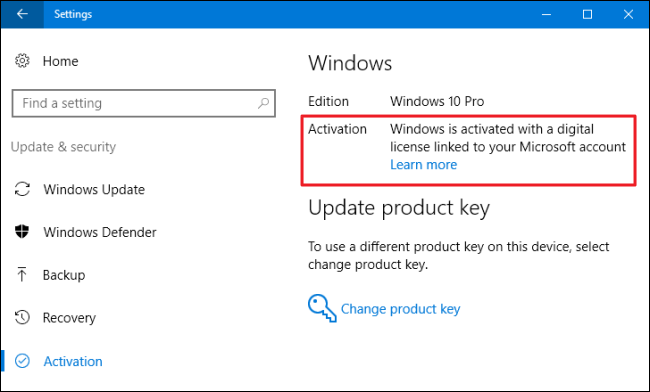 Settings
Home
Find a setting
Update & security
Windows Update
Windows Defender
Backup
Recovery
Activation
Windows
Edition Windows 10 Pro
Activation Windows is activated with a digital
license linked to your Microsoft account
Learn more
Update product key
To use a different product key on this device, select
change product key.
Change product key